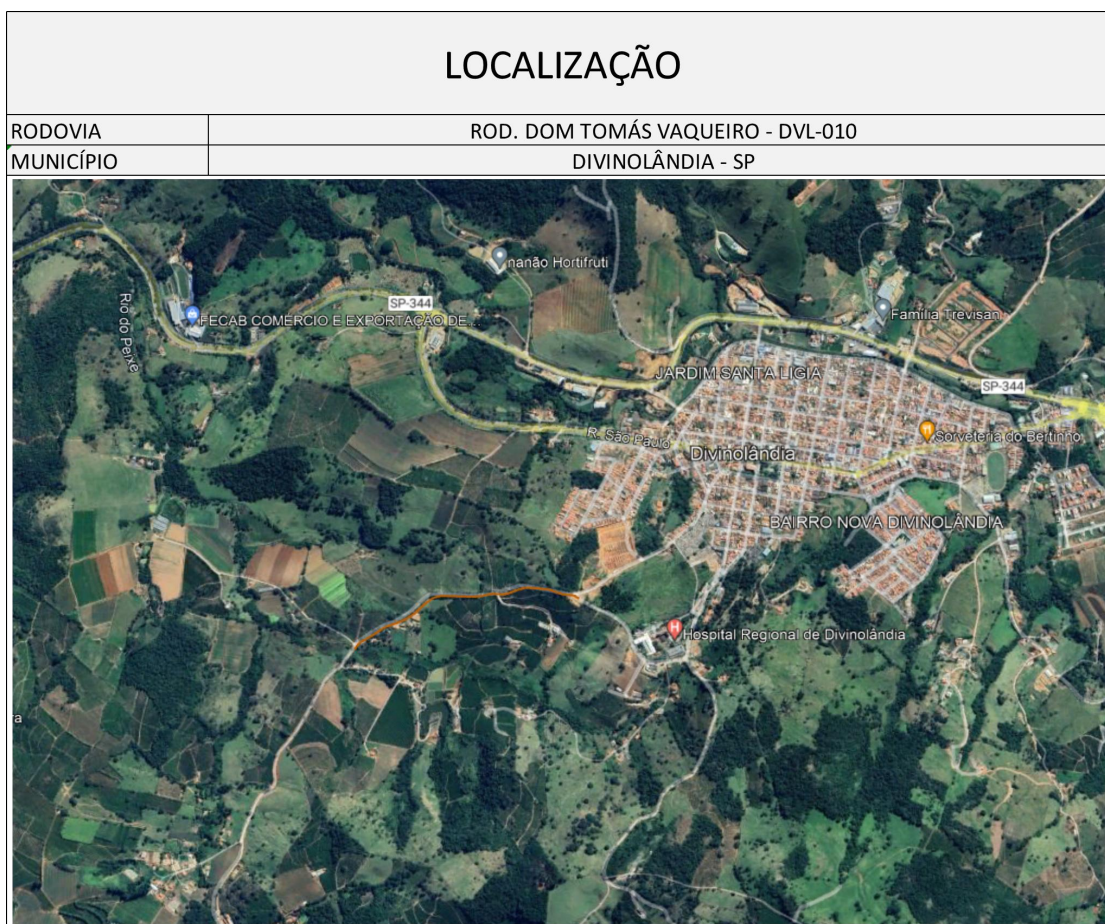 LOCALIZAÇÃO
RODOVIA
ROD. DOM TOMÁS VAQUEIRO - DVL-010
MUNICÍPIO
DIVINOLÂNDIA - SP
nanão Hortifruti
SP-344
Rio do Peixe
FECAB COMÉRCIO E EXPORTAÇÃO DE...
Família Trevisan
JARDIM SANTA LIGIA
SP-344
R. São Paulo
Sorveteria do Bertinho
Divinolândia
BAIRRO NOVA DIVINOLÂNDIA
H
Hospital Regional de Divinolândia
ra